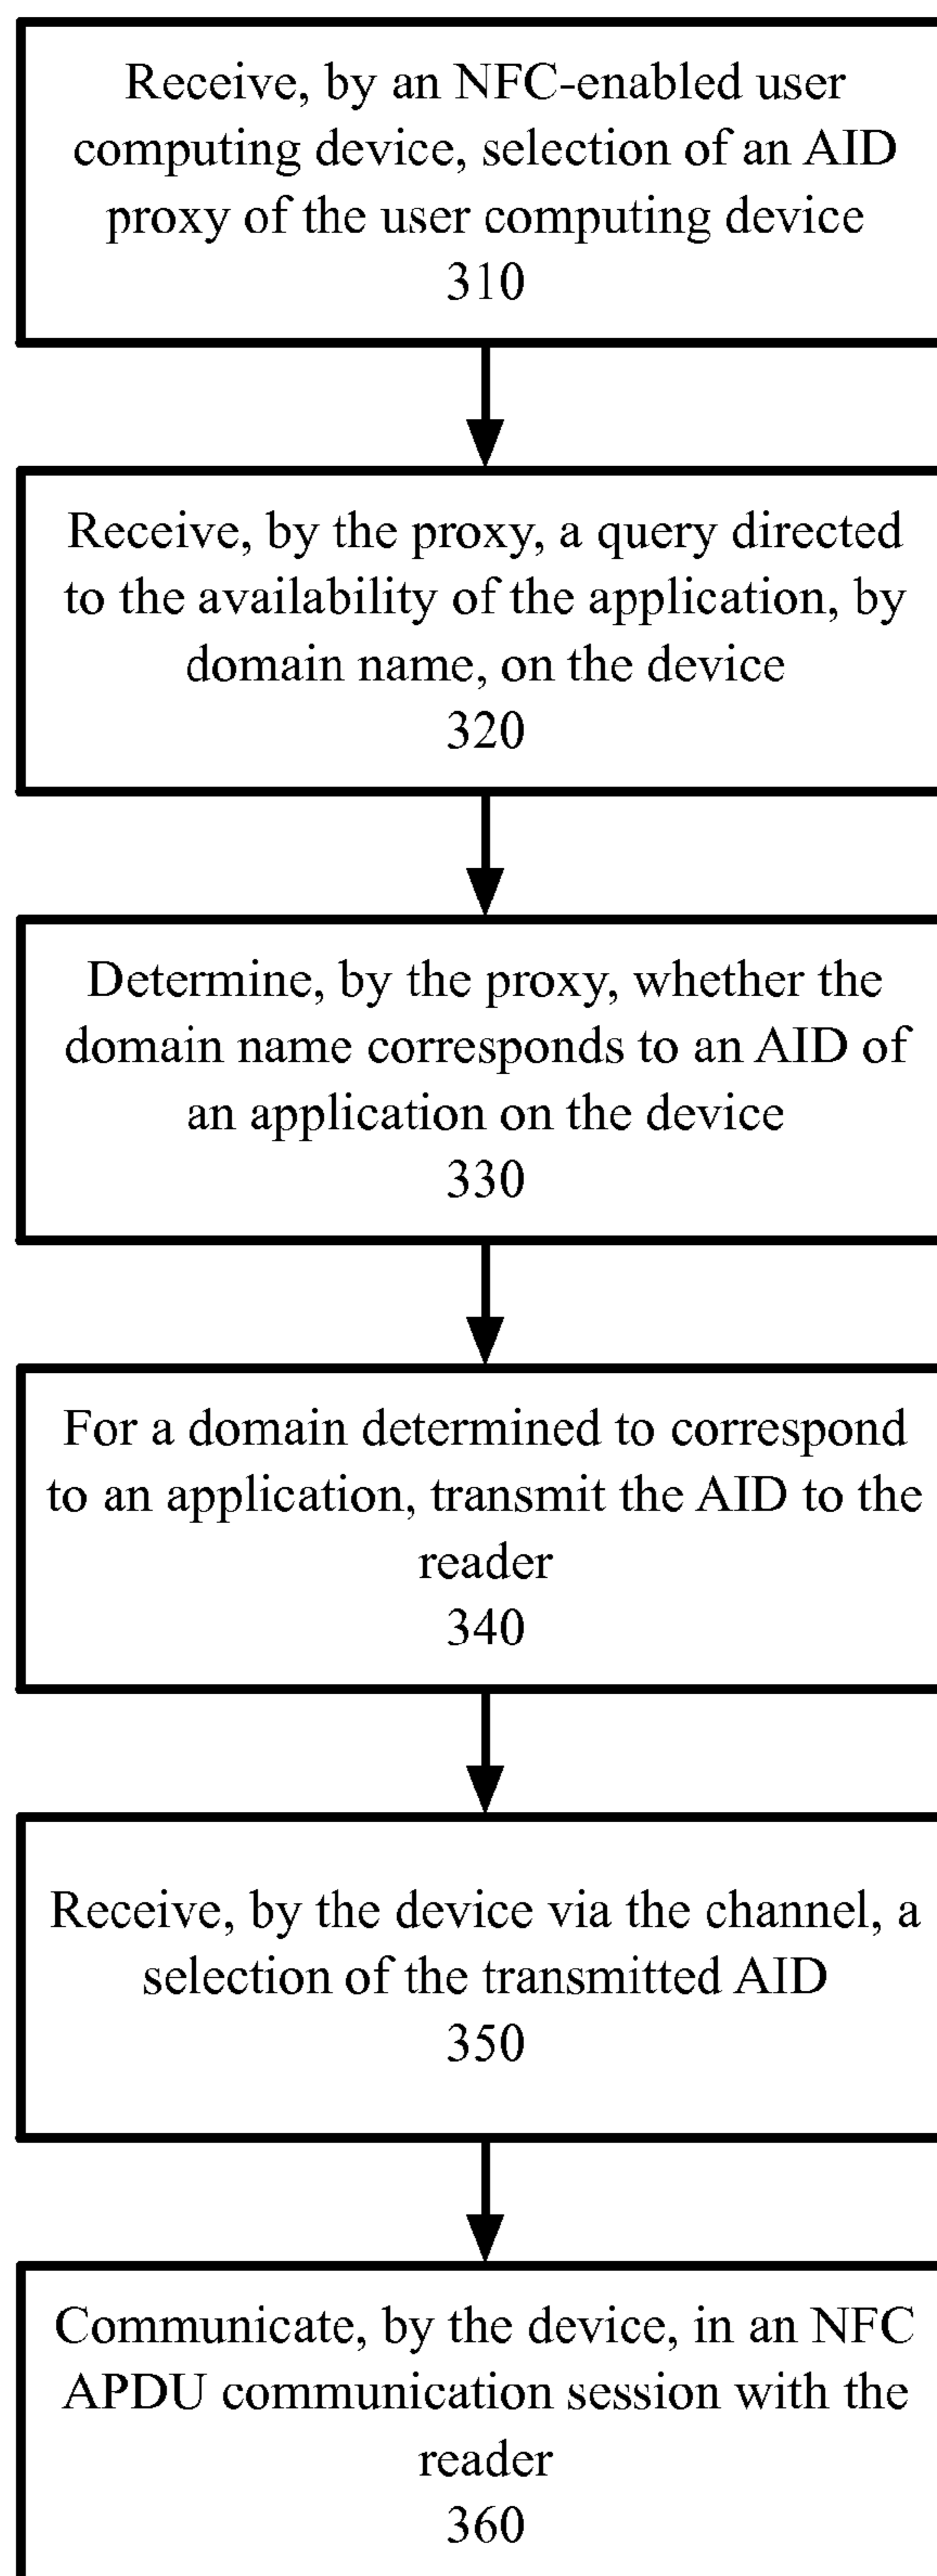 Receive, by an NFC-enabled user
computing device, selection of an AID
proxy of the user computing device
310
Receive, by the proxy, a query directed
to the availability of the application, by
domain name, on the device
320
Determine, by the proxy, whether the
domain name corresponds to an AID of
an application on the device
330
For a domain determined to correspond
to an application, transmit the AID to the
reader
340
Receive, by the device via the channel, a
selection of the transmitted AID
350
Communicate, by the device, in an NFC
APDU communication session with the
reader
360